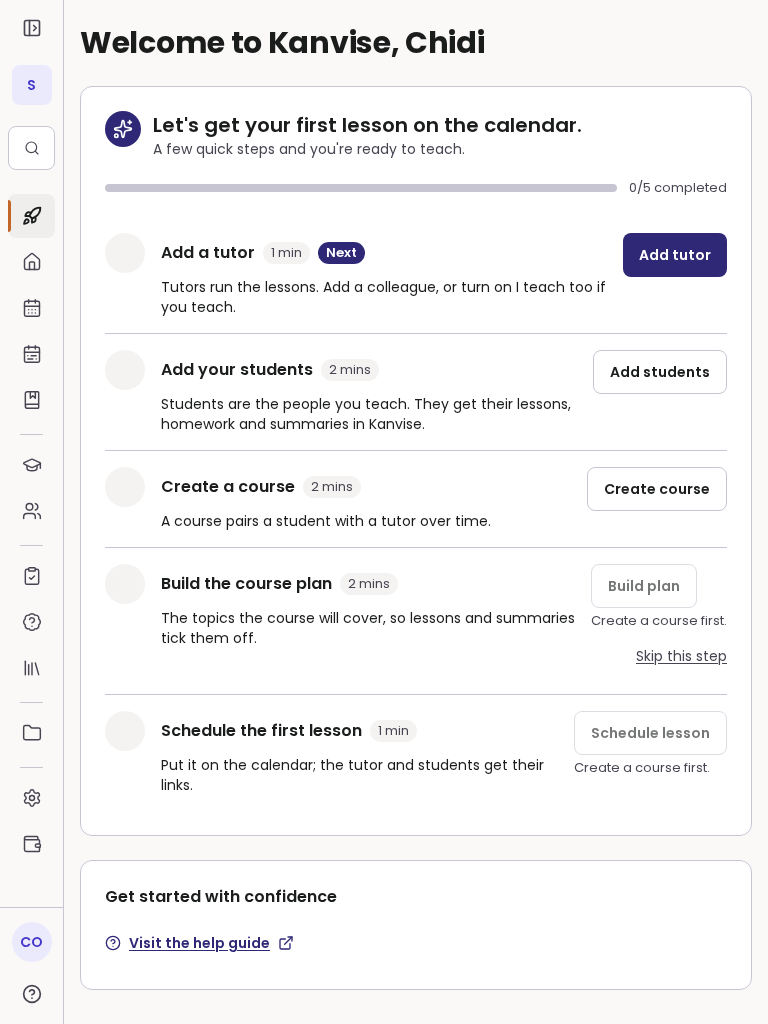 Welcome to Kanvise, Chidi
S
Let's get your first lesson on the calendar.
A few quick steps and you're ready to teach.
0/5 completed
Add a tutor 1 min Next
Add tutor
Tutors run the lessons. Add a colleague, or turn on I teach too if
you teach.
Add your students 2 mins
Add students
Students are the people you teach. They get their lessons,
homework and summaries in Kanvise.
Create a course 2 mins
Create course
A course pairs a student with a tutor over time.
Build the course plan 2 mins
Build plan
The topics the course will cover, so lessons and summaries
tick them off.
Create a course first.
Skip this step
Schedule the first lesson 1 min
Schedule lesson
Put it on the calendar; the tutor and students get their
links.
Create a course first.
Get started with confidence
Visit the help guide
CO